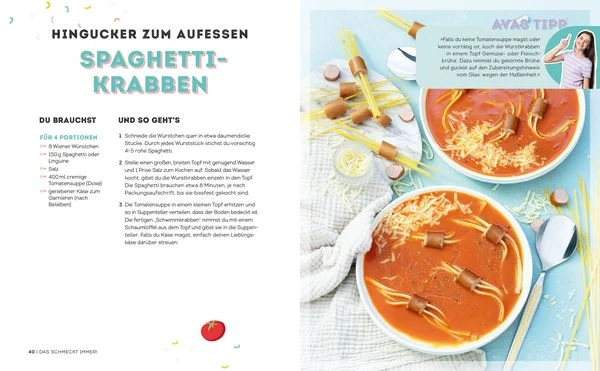 HINGUCKER ZUM AUFESSEN
SPAGHETTI-
KRABBEN
DU BRAUCHST
FÜR 4 PORTIONEN
8 Wiener Würstchen
150 g Spaghetti oder
Linguine
Salz
400 ml cremige
Tomatensuppe (Dose)
geriebener Käse zum
Garnieren (nach
Belieben)
UND SO GEHT'S
1 Schneide die Würstchen quer in etwa daumendicke
Stücke. Durch jedes Wurststück stichst du vorsichtig
4–5 rohe Spaghetti.
2 Stelle einen großen, breiten Topf mit genügend Wasser
und 1 Prise Salz zum Kochen auf. Sobald das Wasser
kocht, gibst du die Wurstkrabben einzeln in den Topf.
Die Spaghetti brauchen etwa 8 Minuten, je nach
Packungsaufschrift, bis sie bissfest gekocht sind.
3 Die Tomatensuppe in einem kleinen Topf erhitzen und
so in Suppenteller verteilen, dass der Boden bedeckt ist.
Die fertigen „Schwimmkrabben“ nimmst du mit einem
Schaumlöffel aus dem Topf und gibst sie in die Suppen-
teller. Falls du Käse magst, einfach deinen Lieblings-
käse darüber streuen.
40 | DAS SCHMECKT IMMER!
AYAS TIPP
»Falls du keine Tomatensuppe magst oder
keine vorrätig ist, koch die Wurstkrabben
in einem Topf Gemüse- oder Fleisch-
brühe. Dazu nimmst du gekörnte Brühe
und guckst auf den Zubereitungshinweis
vom Glas. wegen der Maßeinheit.«